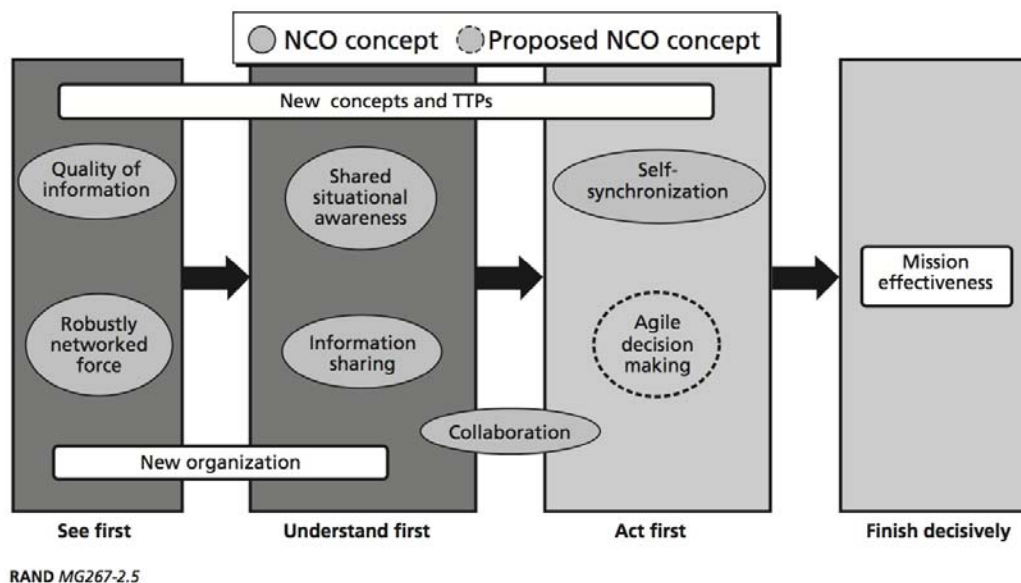 NCO concept
Proposed NCO concept
New concepts and TTPs
Quality of
information
Shared
situational
awareness
Self-
synchronization
Mission
effectiveness
Robustly
networked
force
Information
sharing
Agile
decision
making
Collaboration
New organization
See first
Understand first
Act first
Finish decisively
RAND MG267-2.5